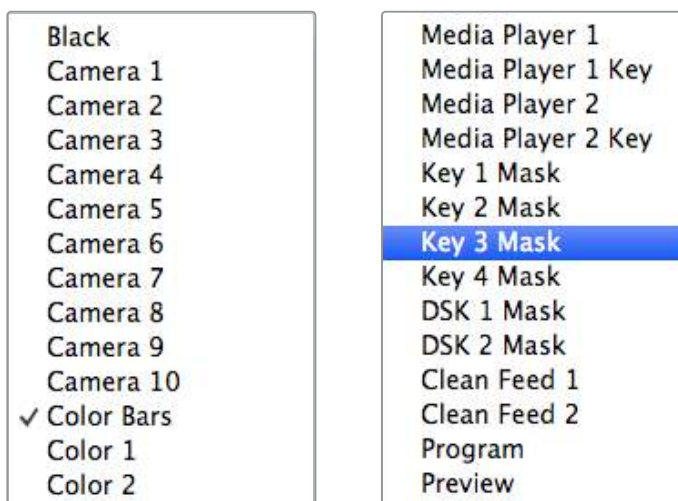 Black
Camera 1
Camera 2
Camera 3
Camera 4
Camera 5
Camera 6
Camera 7
Camera 8
Camera 9
Camera 10
✓ Color Bars
Color 1
Color 2
Media Player 1
Media Player 1 Key
Media Player 2
Media Player 2 Key
Key 1 Mask
Key 2 Mask
Key 3 Mask
Key 4 Mask
DSK 1 Mask
DSK 2 Mask
Clean Feed 1
Clean Feed 2
Program
Preview